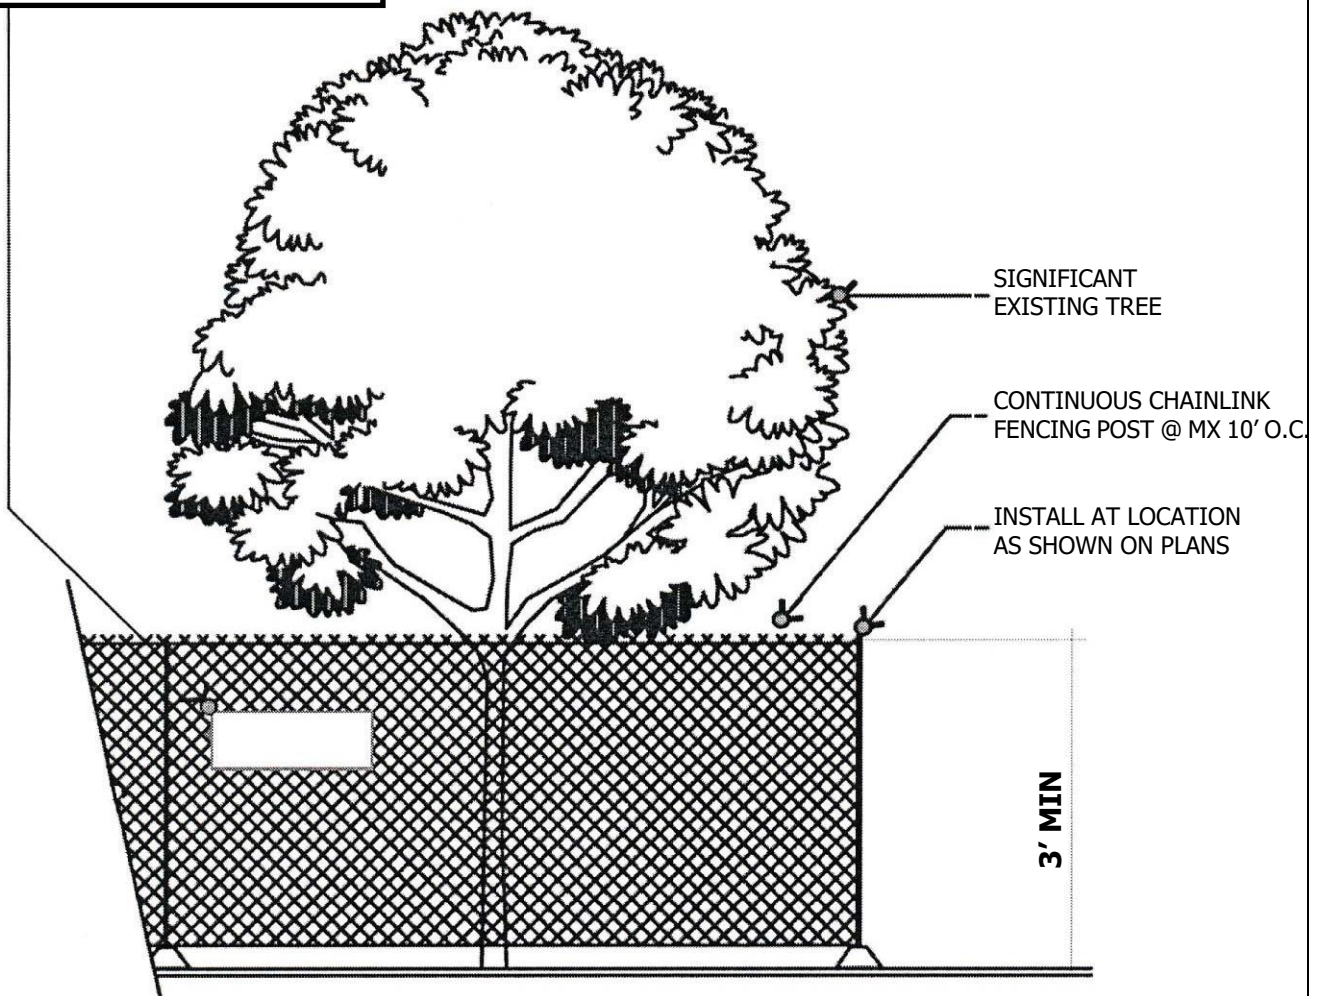 SIGNIFICANT
EXISTING TREE
CONTINUOUS CHAINLINK
FENCING POST @ MX 10’ O.C.
INSTALL AT LOCATION
AS SHOWN ON PLANS
3’ MIN